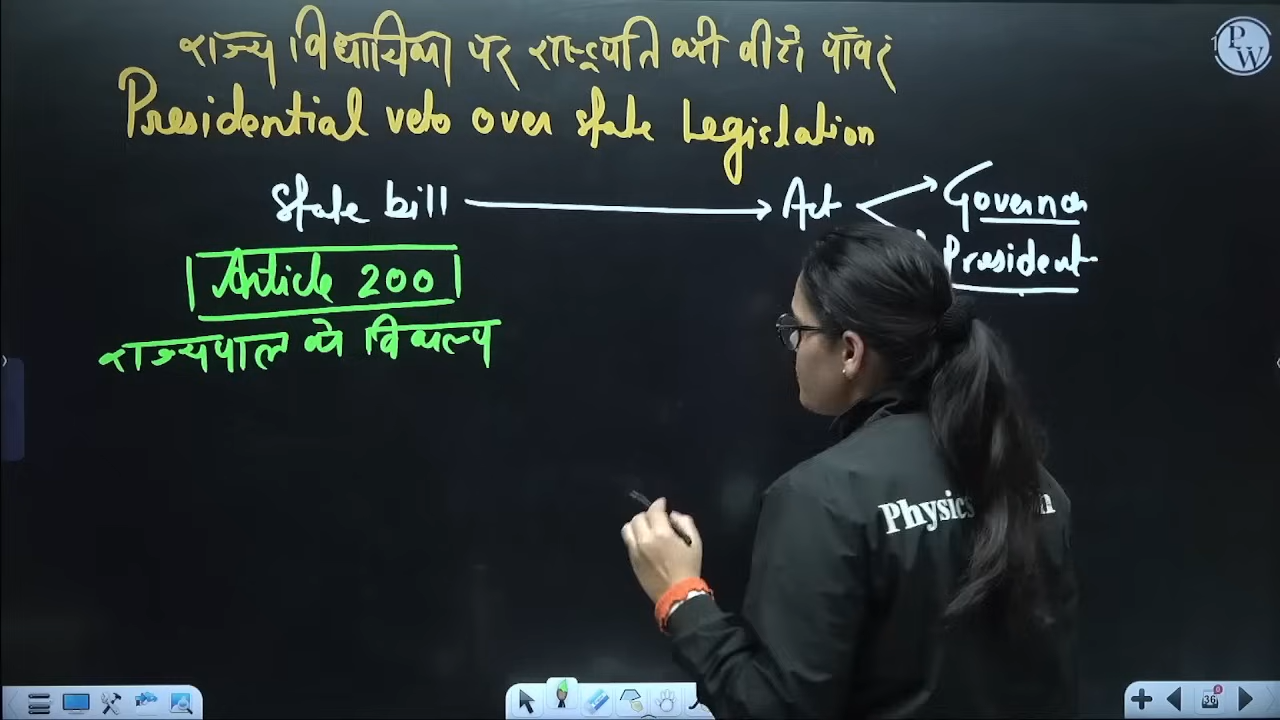 राज्य विधायिका पर राष्ट्रपति की वीटो पॉवर
Presidential veto over state Legislation
State bill → Act
Governor
President
Article 200
राज्यपाल के विकल्प
Physics
PW
36